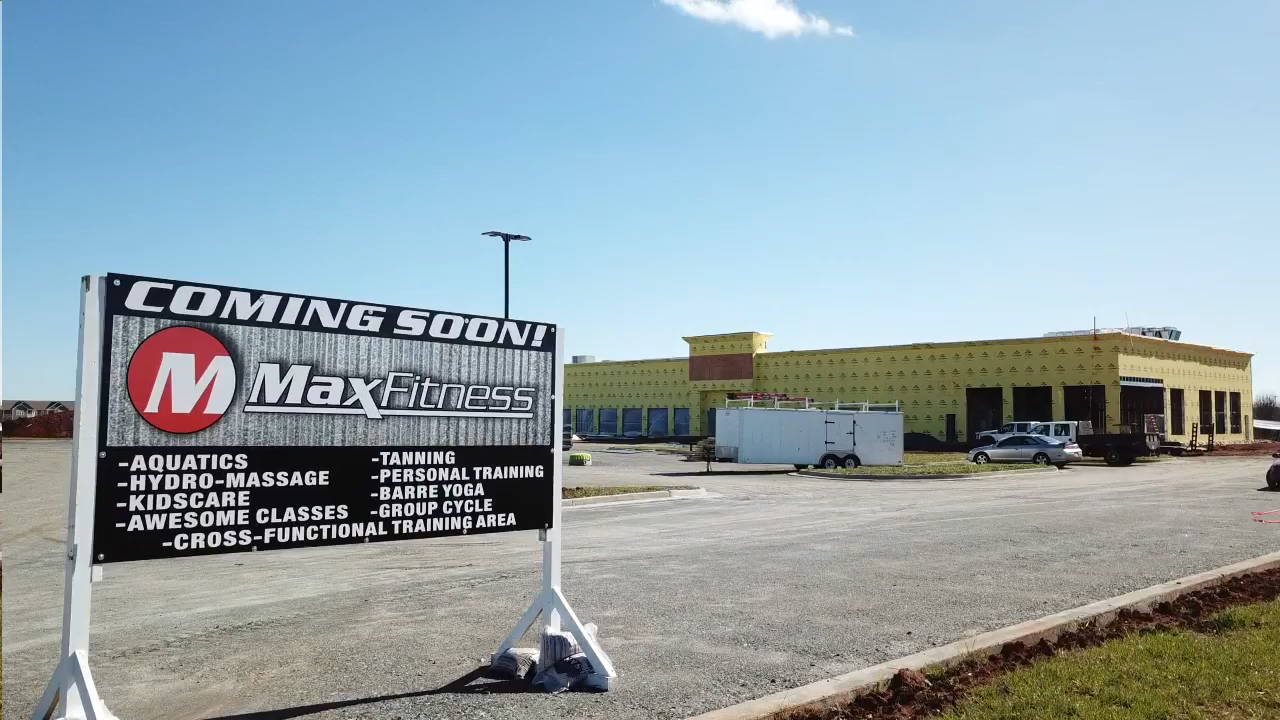 COMING SOON!
M MaxFitness
-AQUATICS
-HYDRO-MASSAGE
-KIDSCARE
-AWESOME CLASSES
-TANNING
-PERSONAL TRAINING
-BARRE YOGA
-GROUP CYCLE
-CROSS-FUNCTIONAL TRAINING AREA